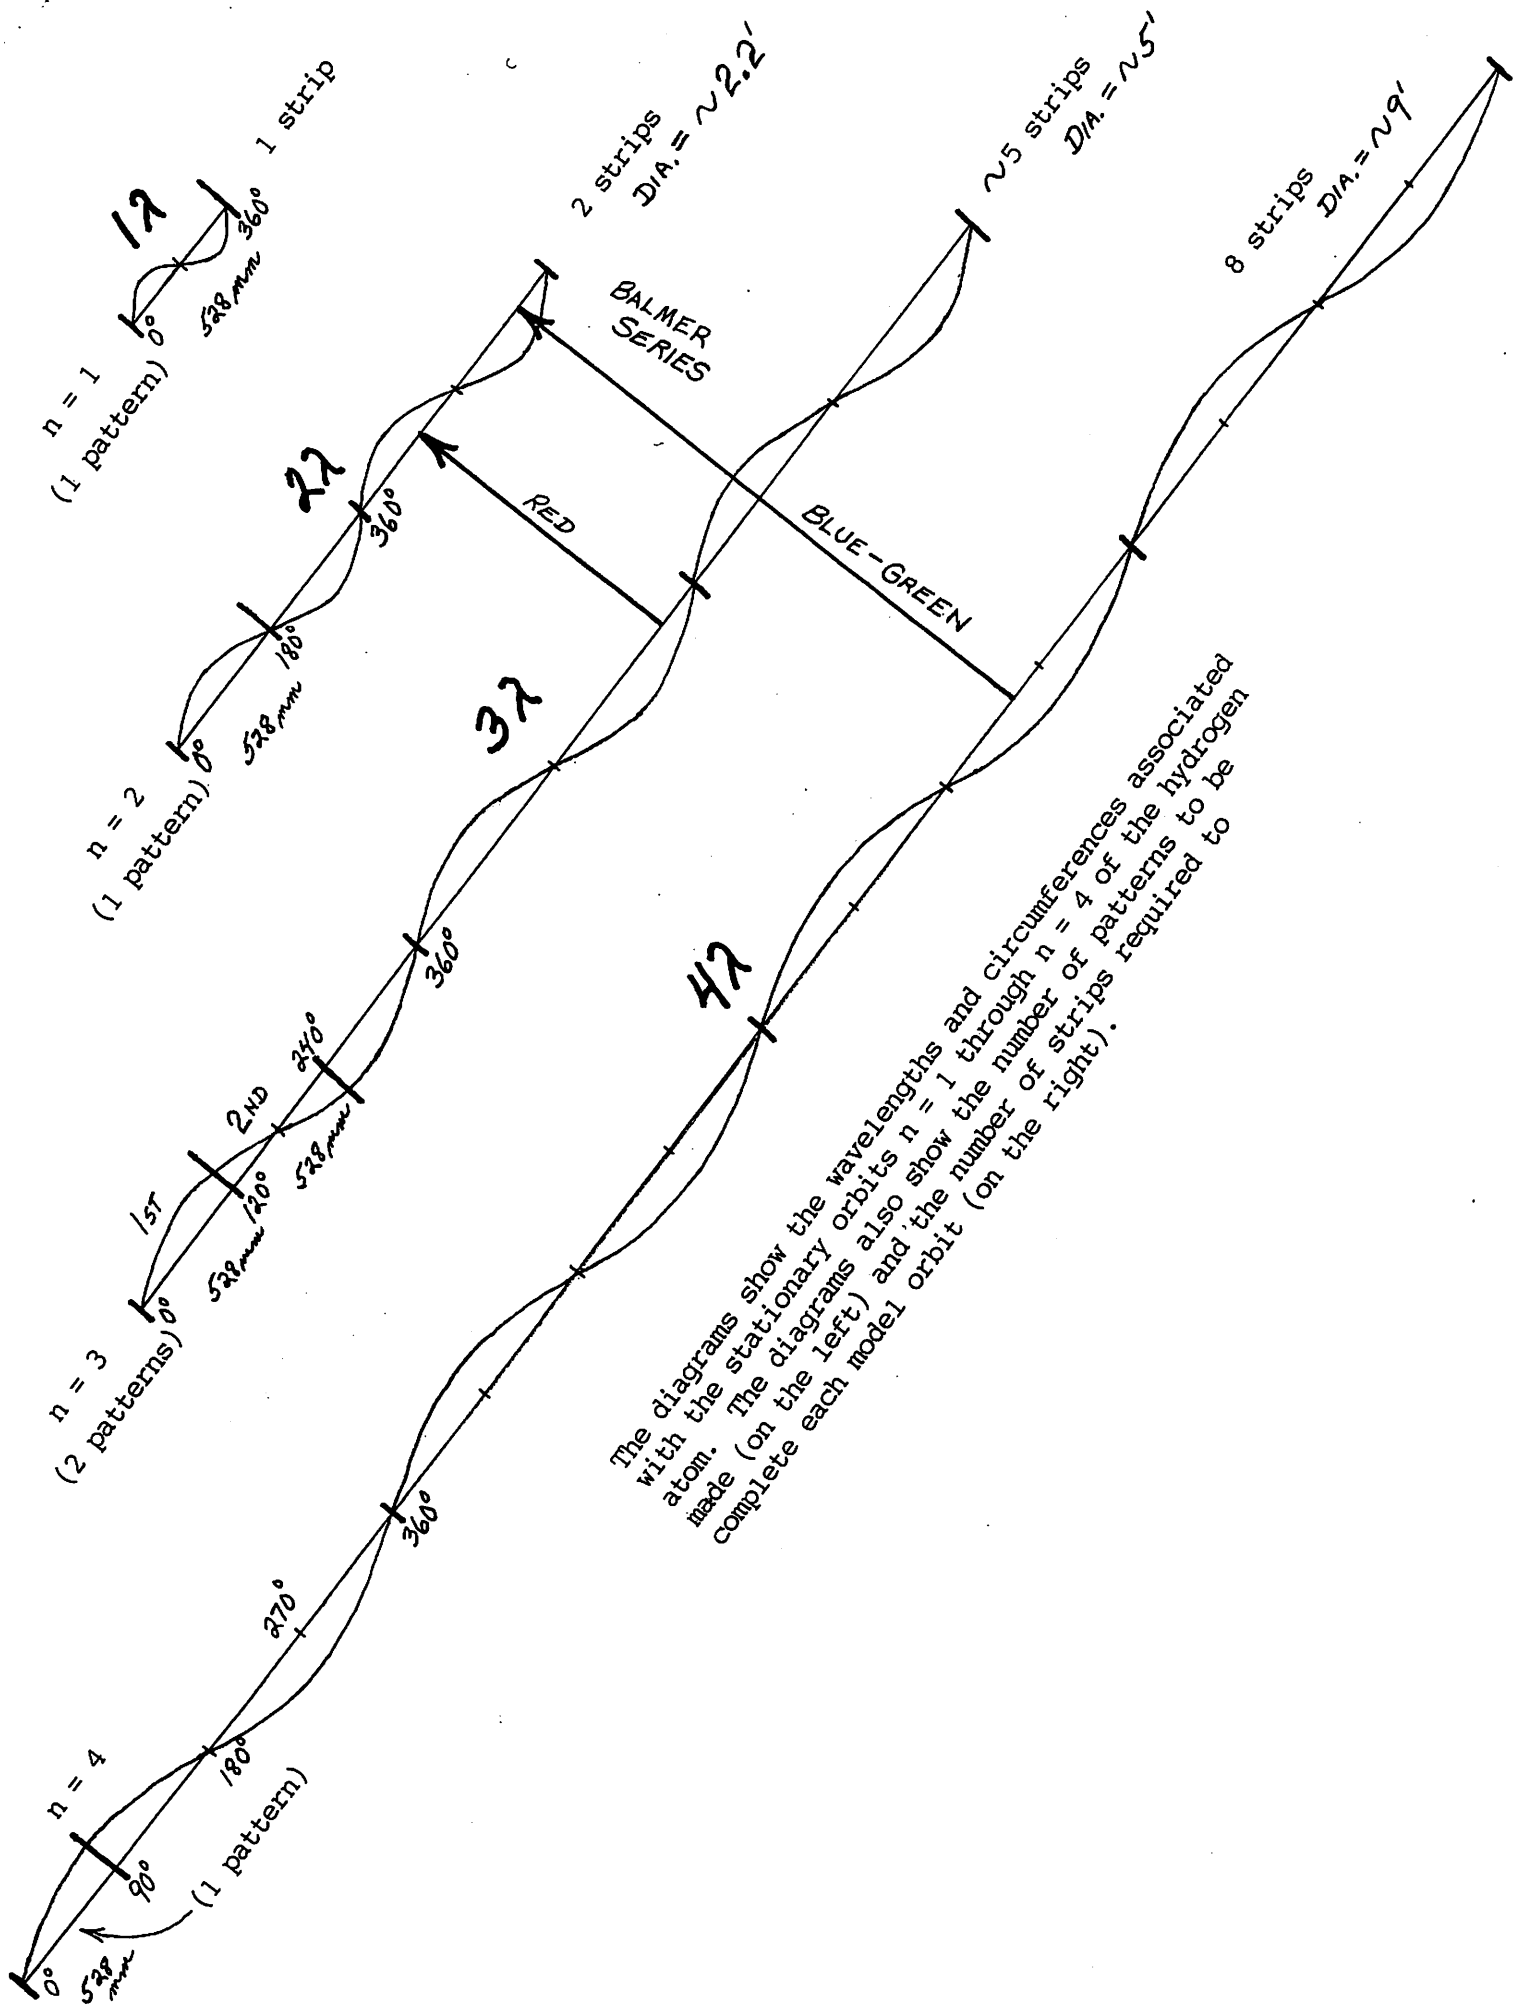 n = 1
(1 pattern)
1λ
0°
360°
528 mm
1 strip
n = 2
(1 pattern)
2λ
0°
180°
360°
528 mm
2 strips
DIA. = ~2.2'
BALMER
SERIES
RED
BLUE-GREEN
n = 3
(2 patterns)
3λ
1ST
2ND
0°
120°
240°
360°
528 mm
528 mm
~5 strips
DIA. = ~5'
n = 4
(1 pattern)
4λ
0°
90°
180°
270°
360°
528
mm
8 strips
DIA. = ~9'
The diagrams show the wavelengths and circumferences associated
with the stationary orbits n = 1 through n = 4 of the hydrogen
atom. The diagrams also show the number of patterns to be
made (on the left) and the number of strips required to
complete each model orbit (on the right).